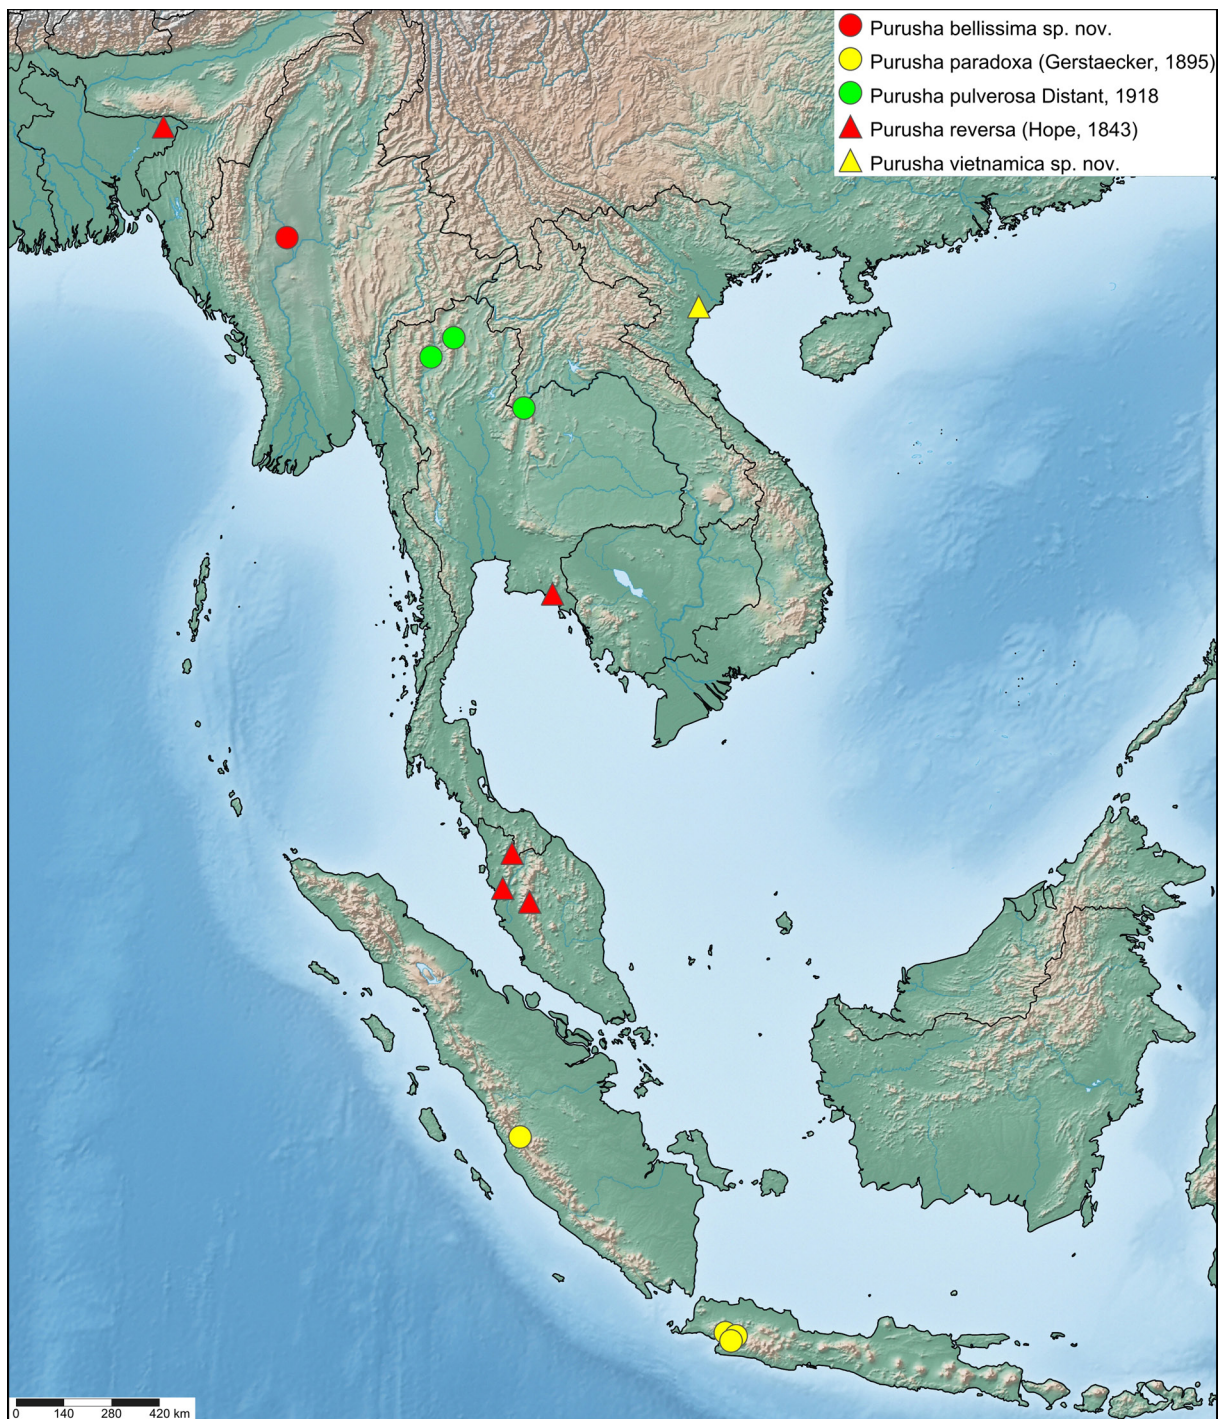 Purusha bellissima sp. nov.
Purusha paradoxa (Gerstaecker, 1895)
Purusha pulverosa Distant, 1918
Purusha reversa (Hope, 1843)
Purusha vietnamica sp. nov.
0 140 280 420 km